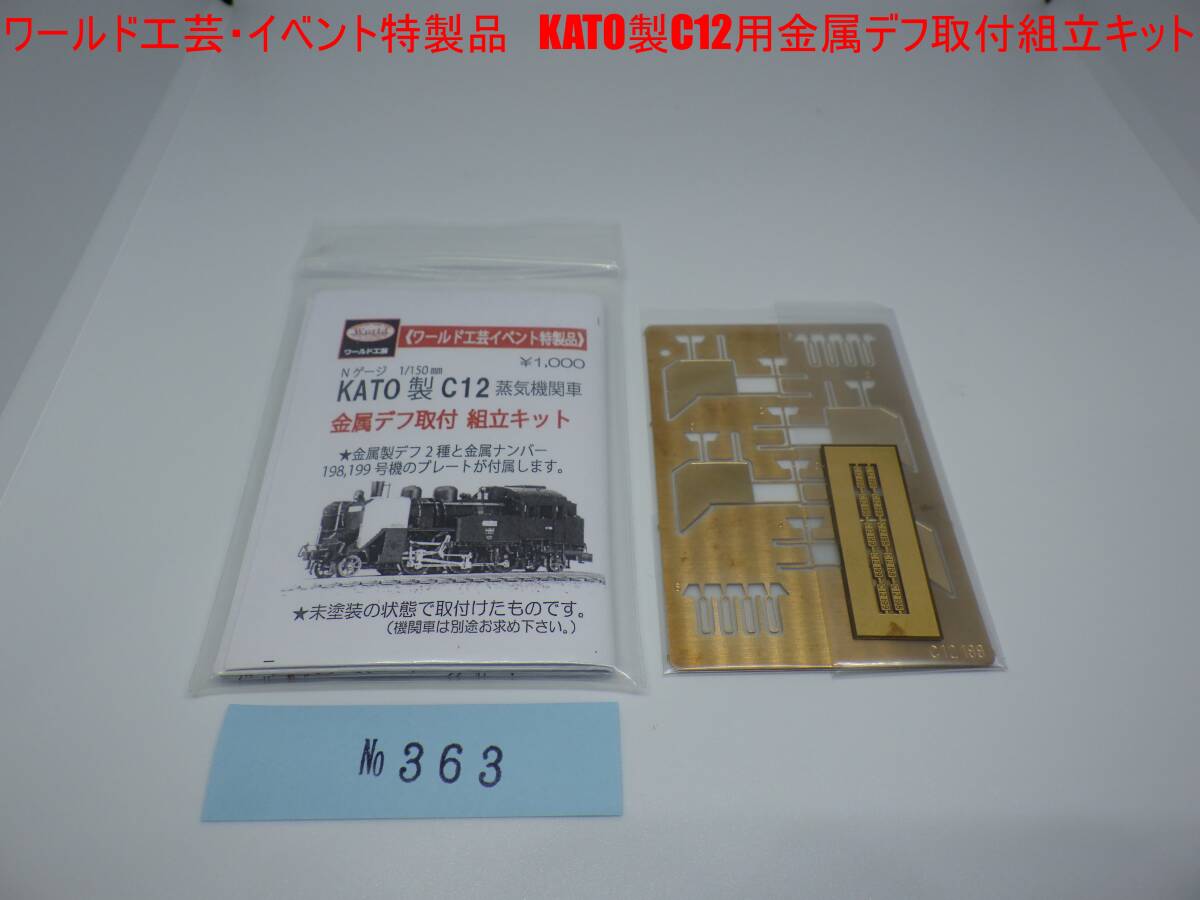 ワールド工芸・イベント特製品 KATO製C12用金属デフ取付組立キット
World
ワールド工芸
《ワールド工芸イベント特製品》
￥1,000
Nゲージ 1/150㎜
KATO 製 C12 蒸気機関車
金属デフ取付 組立キット
★金属製デフ2種と金属ナンバー
198,199号機のプレートが付属します。
★未塗装の状態で取付けたものです。
（機関車は別途お求め下さい。）
№363